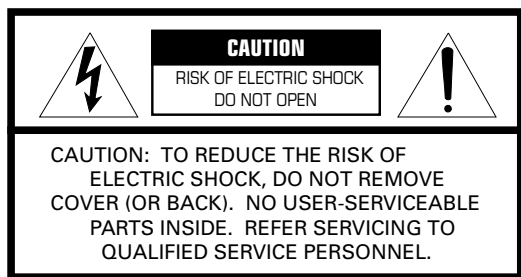 CAUTION
RISK OF ELECTRIC SHOCK
DO NOT OPEN
CAUTION: TO REDUCE THE RISK OF
ELECTRIC SHOCK, DO NOT REMOVE
COVER (OR BACK). NO USER-SERVICEABLE
PARTS INSIDE. REFER SERVICING TO
QUALIFIED SERVICE PERSONNEL.